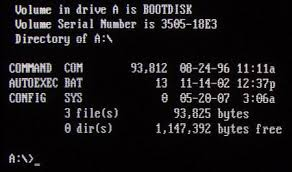 Volume in drive A is BOOTDISK
Volume Serial Number is 3505-18E3
Directory of A:\
COMMAND COM 93,812 08-24-96 11:11a
AUTOEXEC BAT 13 11-14-02 12:37p
CONFIG SYS 0 05-20-07 3:06a
3 file(s) 93,825 bytes
0 dir(s) 1,147,392 bytes free
A:\>_